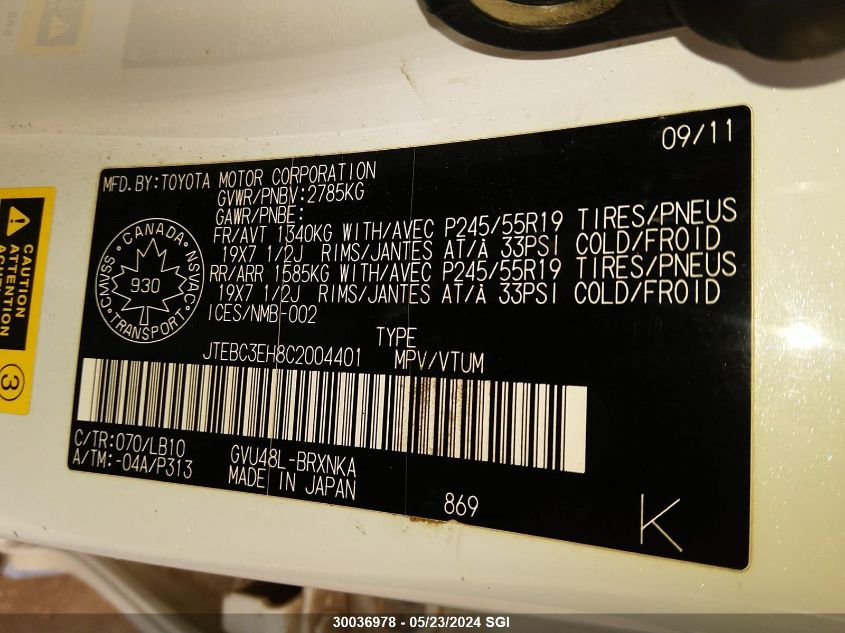 09/11
MFD. BY:TOYOTA MOTOR CORPORATION
GVWR/PNBV:2785KG
GAWR/PNBE:
FR/AVT 1340KG WITH/AVEC P245/55R19 TIRES/PNEUS
19X7 1/2J RIMS/JANTES AT/À 33PSI COLD/FROID
RR/ARR 1585KG WITH/AVEC P245/55R19 TIRES/PNEUS
19X7 1/2J RIMS/JANTES AT/À 33PSI COLD/FROID
ICES/NMB-002
CANADA
CMVSS
NSVAC
930
TRANSPORT
TYPE
JTEBC3EH8C2004401 MPV/VTUM
C/TR:070/LB10
A/TM:-04A/P313
GVU48L-BRXNKA
MADE IN JAPAN
869
K
CAUTION
ATTENTION
3
30036978 - 05/23/2024 SGI